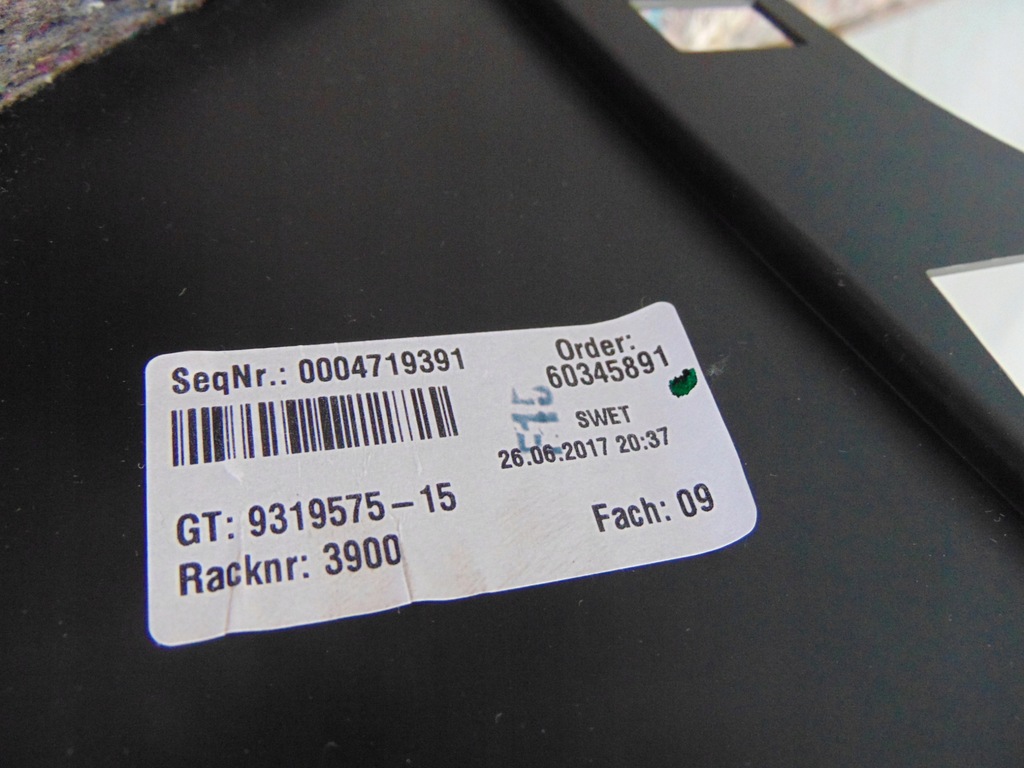 SeqNr.: 0004719391
Order:
60345891
SWET
26.06.2017 20:37
GT: 9319575-15
Racknr: 3900
Fach: 09